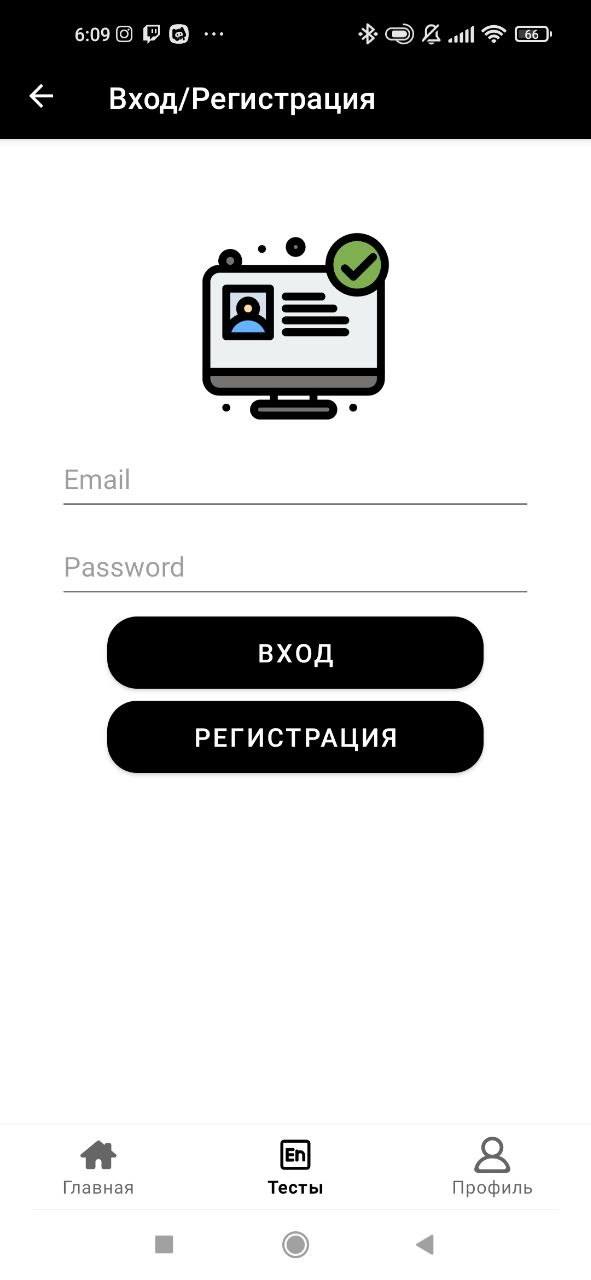 6:09
66
Вход/Регистрация
Email
Password
ВХОД
РЕГИСТРАЦИЯ
En
Главная
Тесты
Профиль